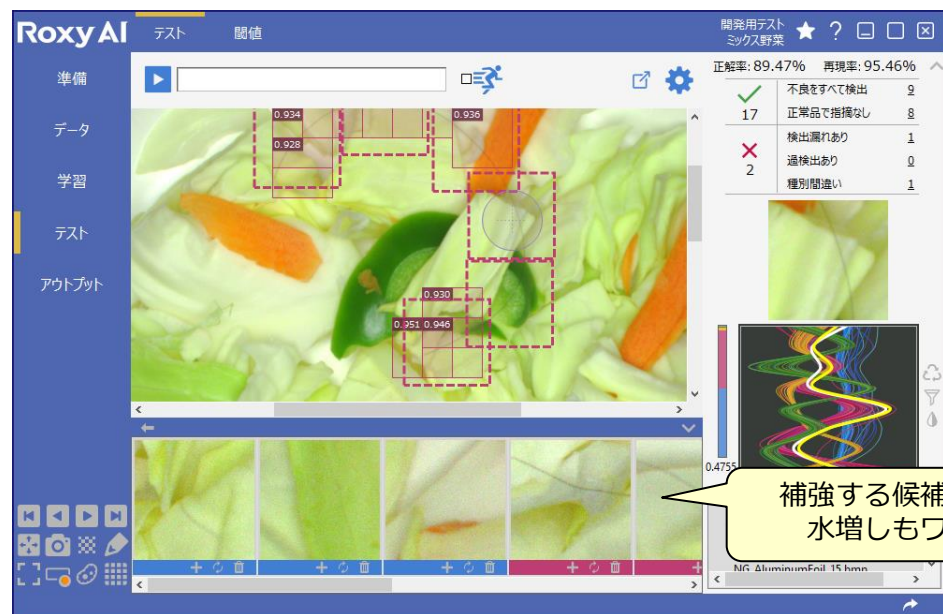 Roxy AI
テスト
閾値
開発用テスト
ミックス野菜
準備
データ
学習
テスト
アウトプット
正解率: 89.47% 再現率: 95.46%
17
不良をすべて検出 9
正常品で指摘なし 8
2
検出漏れあり 1
過検出あり 0
種別間違い 1
0.934
0.936
0.928
0.930
0.951 0.946
0.4755
補強する候補
水増しもワ
NG_AluminumFoil_15.bmp